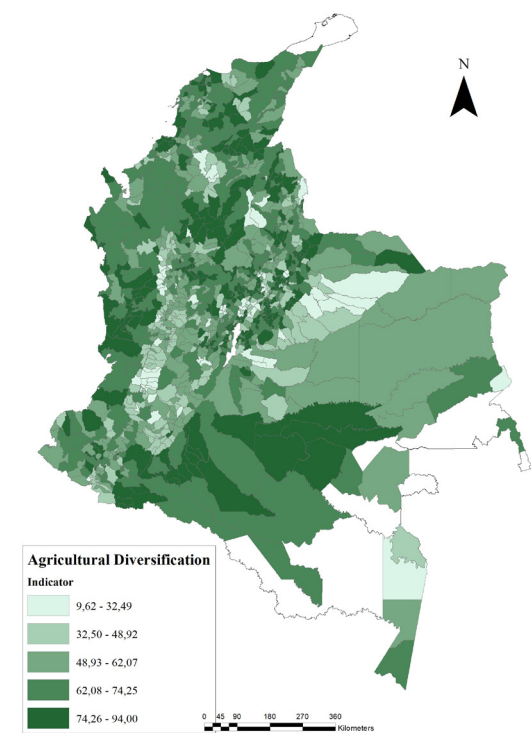 N
Agricultural Diversification
Indicator
9,62 - 32,49
32,50 - 48,92
48,93 - 62,07
62,08 - 74,25
74,26 - 94,00
0 45 90 180 270 360
Kilometers